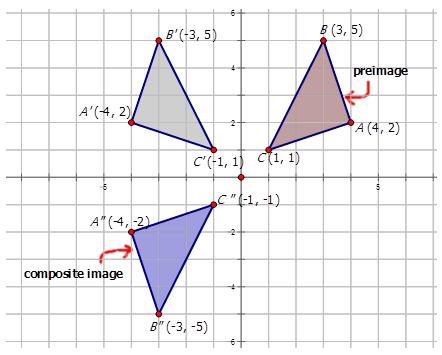 6
B′(-3, 5)
B (3, 5)
4
preimage
A′(-4, 2)
2
A (4, 2)
C′(-1, 1)
C(1, 1)
-5
5
C″(-1, -1)
A″(-4, -2)
-2
composite image
-4
B″(-3, -5)
-6